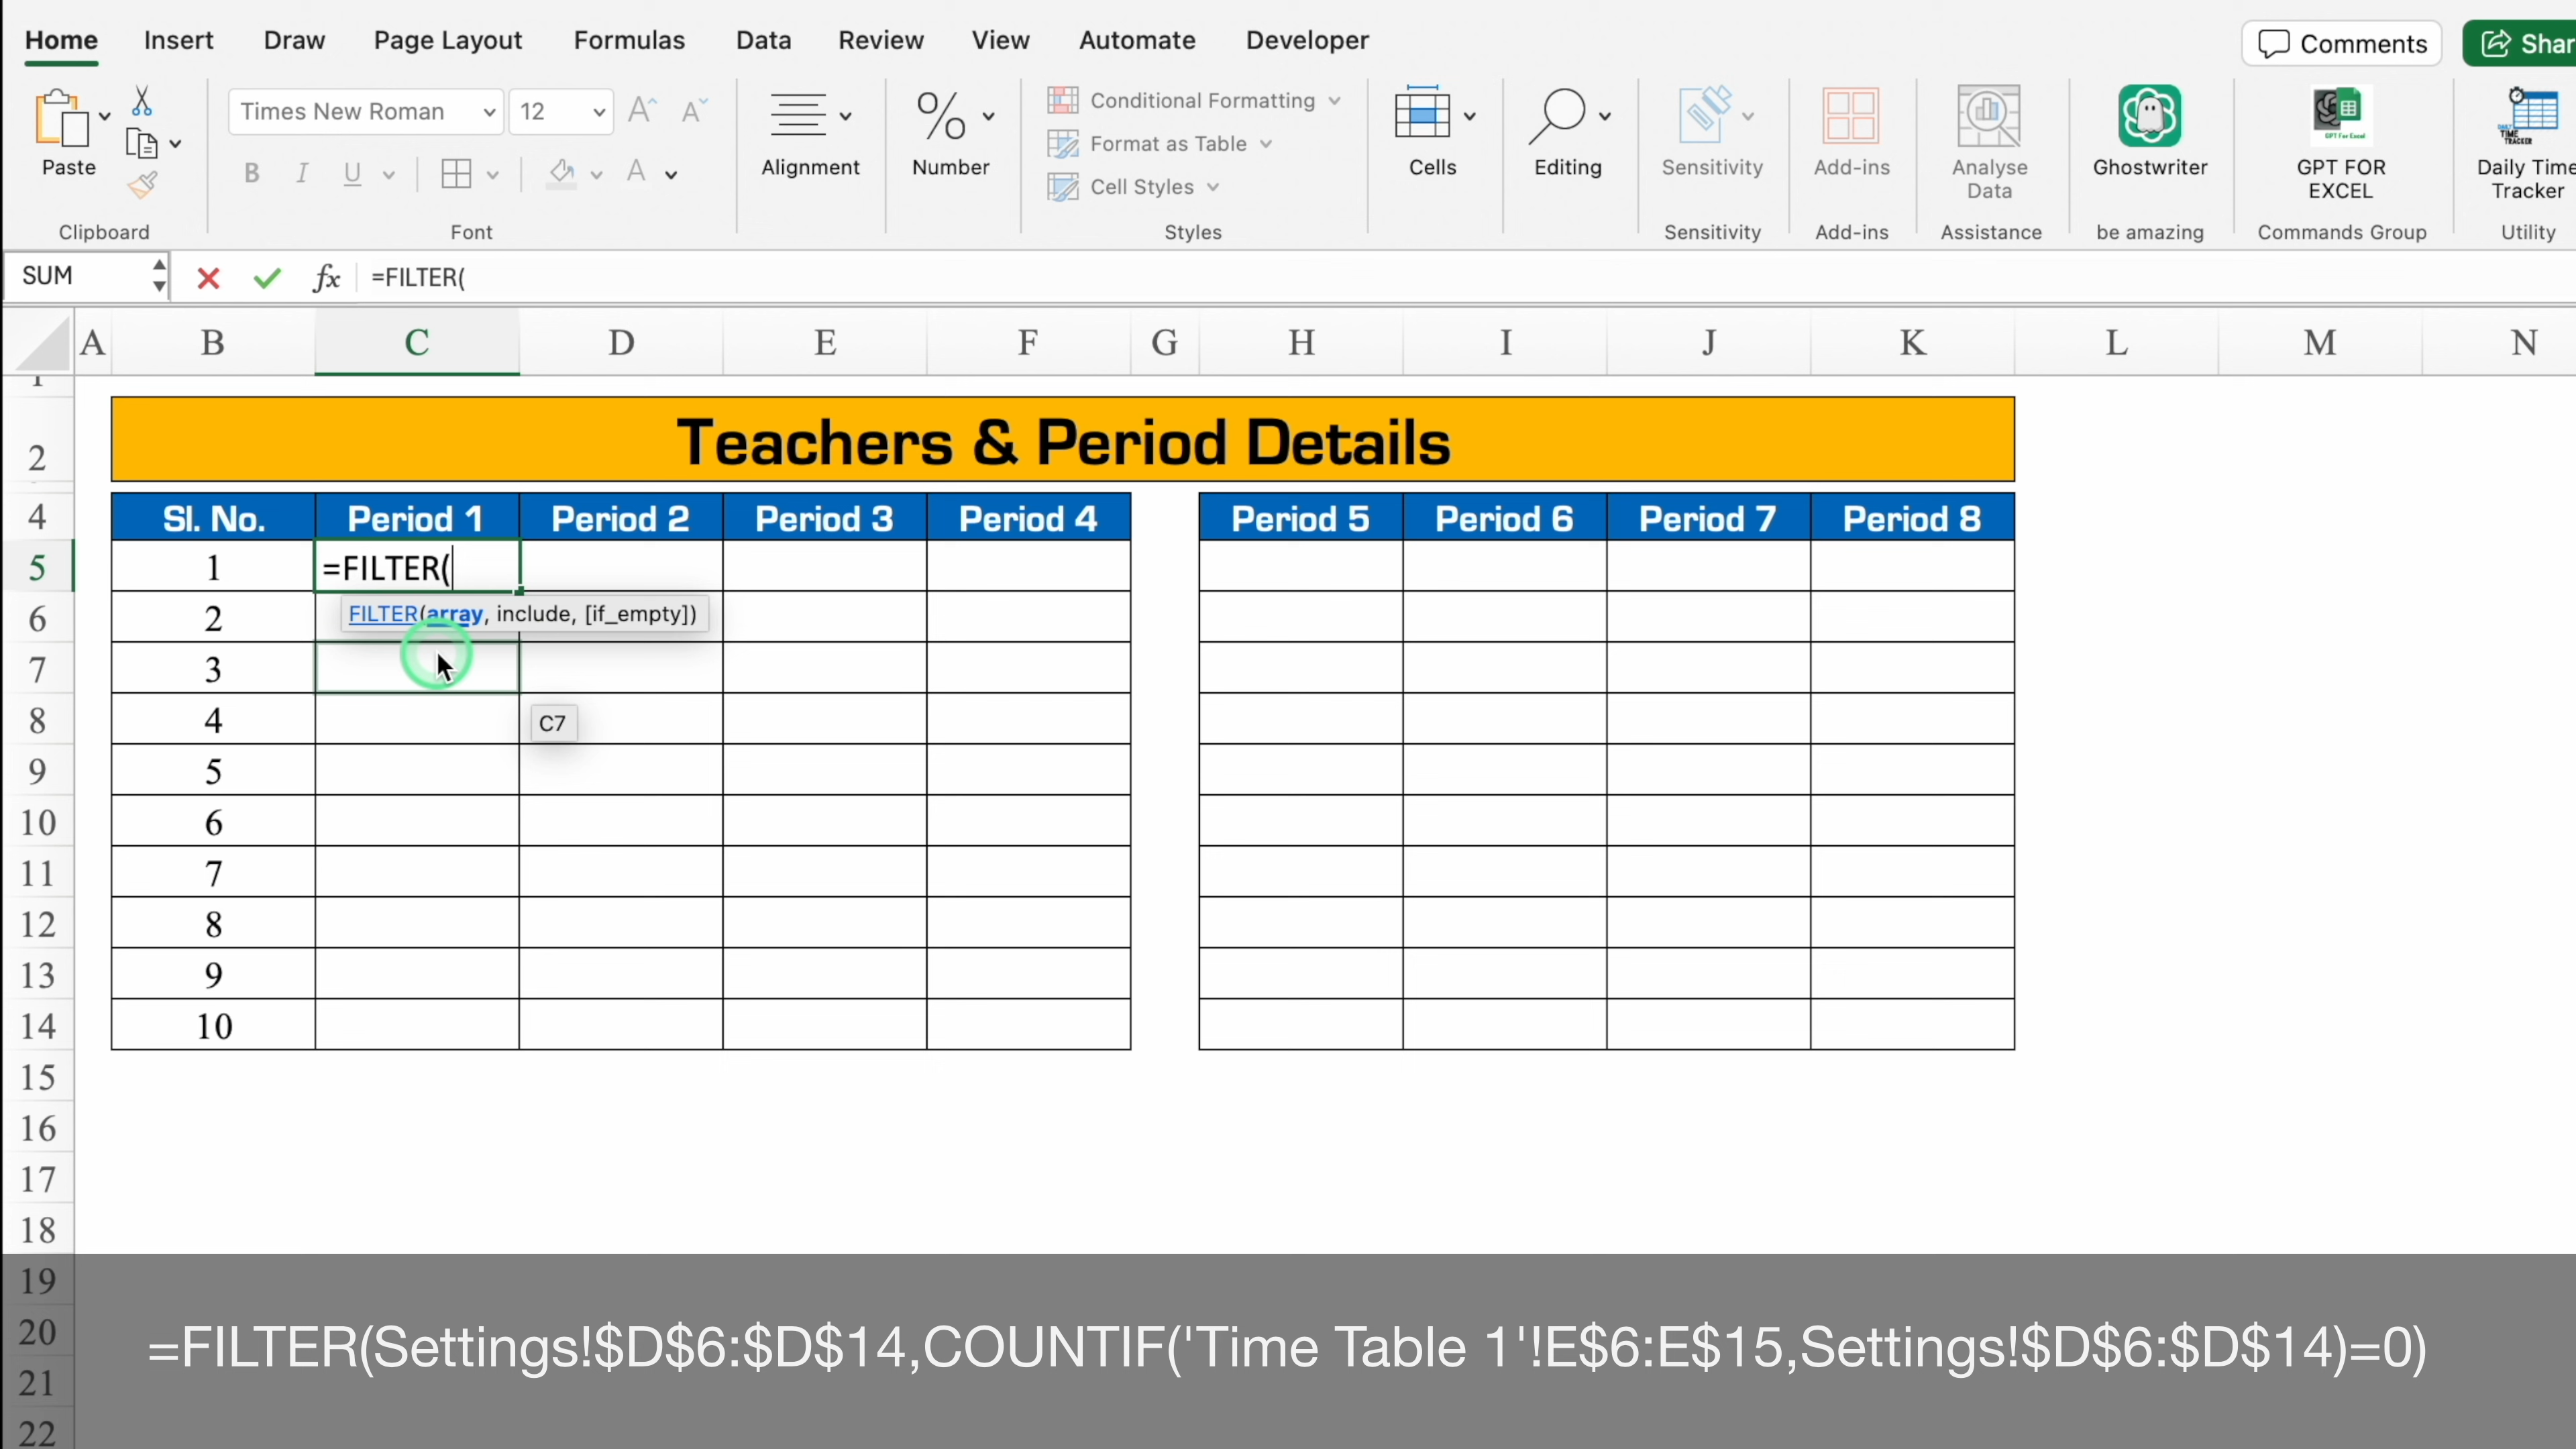 Home Insert Draw Page Layout Formulas Data Review View Automate Developer Comments Shar
Times New Roman 12
Conditional Formatting
Format as Table
Cell Styles
Paste Alignment Number Cells Editing Sensitivity Add-ins Analyse Data Ghostwriter GPT FOR EXCEL Daily Time Tracker
B I U A
Clipboard Font Styles Sensitivity Add-ins Assistance be amazing Commands Group Utility
SUM fx =FILTER(
A B C D E F G H I J K L M N
1
2 Teachers & Period Details
4 Sl. No. Period 1 Period 2 Period 3 Period 4 Period 5 Period 6 Period 7 Period 8
5 1 =FILTER(
6 2 FILTER(array, include, [if_empty])
7 3
8 4 C7
9 5
10 6
11 7
12 8
13 9
14 10
15
16
17
18
19
20 =FILTER(Settings!$D$6:$D$14,COUNTIF('Time Table 1'!E$6:E$15,Settings!$D$6:$D$14)=0)
21
22